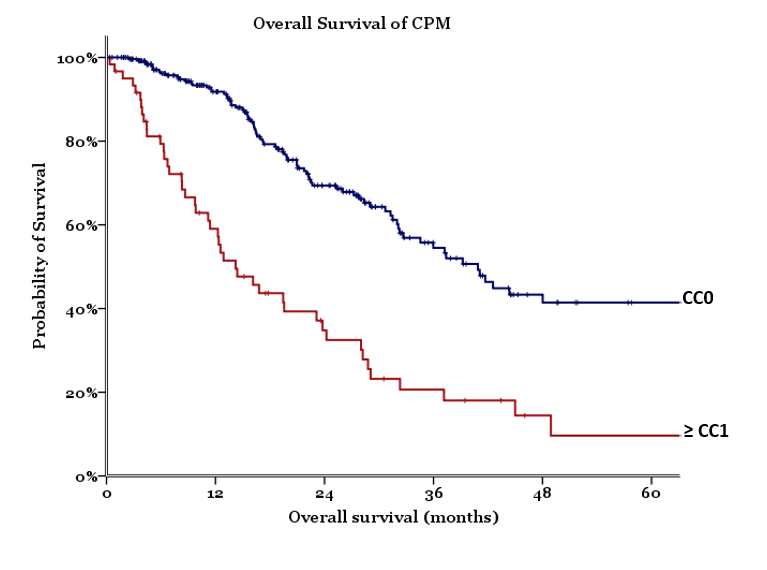 Overall Survival of CPM
100%
80%
60%
40%
20%
0%
Probability of Survival
CC0
≥ CC1
0 12 24 36 48 60
Overall survival (months)